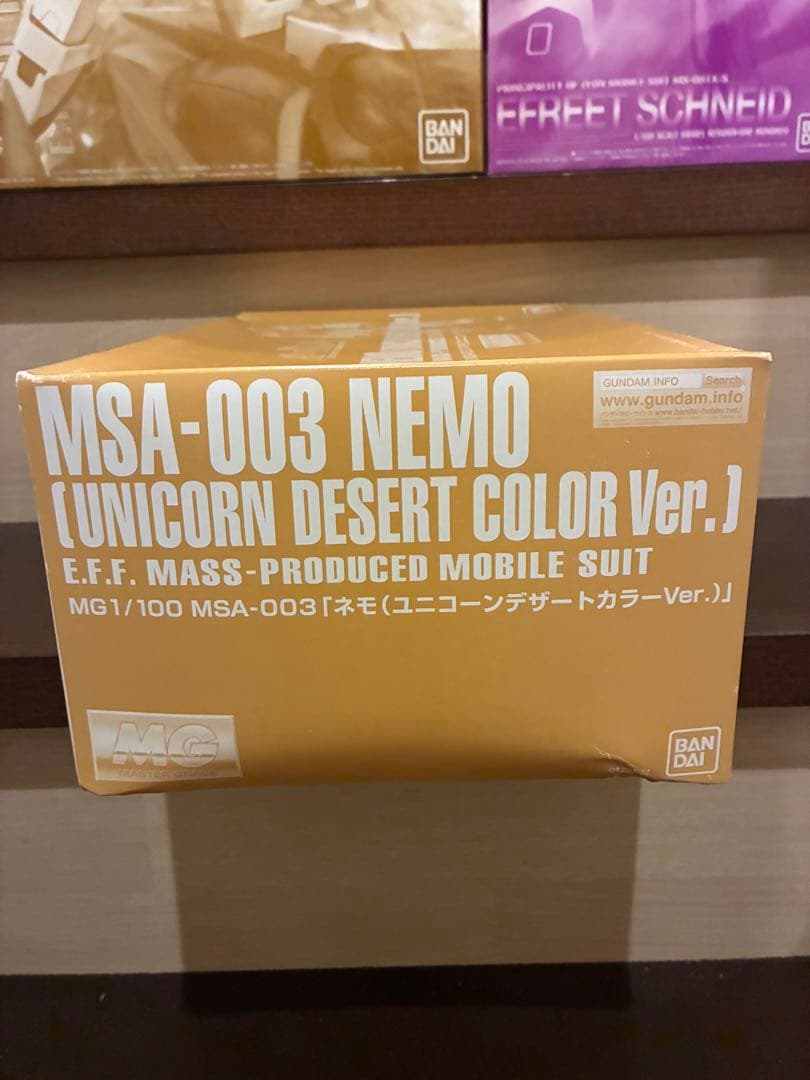 BAN
DAI
PRINCIPALITY OF ZEON MOBILE SUIT
EFREET SCHNEID
GUNDAM.INFO Search
www.gundam.info
MSA-003 NEMO
(UNICORN DESERT COLOR Ver.)
E.F.F. MASS-PRODUCED MOBILE SUIT
MG1/100 MSA-003「ネモ(ユニコーンデザートカラーVer.)」
MG
MASTER GRADE
BAN
DAI